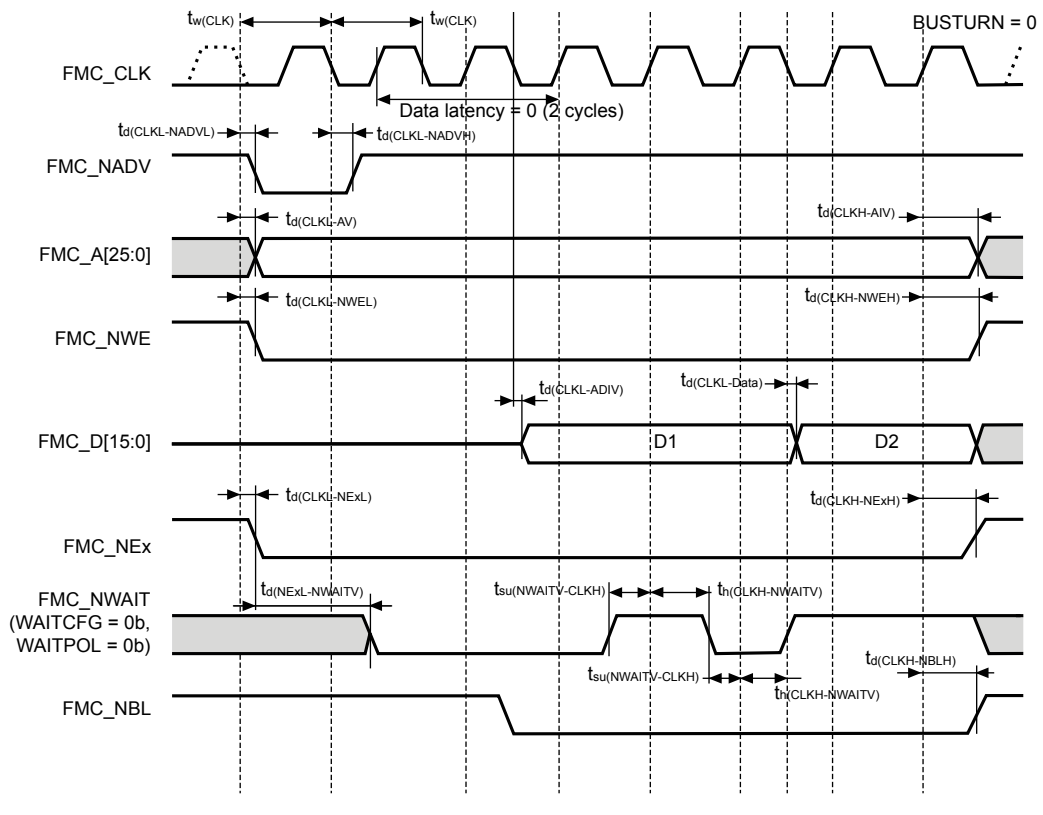 tw(CLK) tw(CLK) BUSTURN = 0
FMC_CLK
Data latency = 0 (2 cycles)
td(CLKL-NADVL) td(CLKL-NADVH)
FMC_NADV
td(CLKL-AV) td(CLKH-AIV)
FMC_A[25:0]
td(CLKL-NWEL) td(CLKH-NWEH)
FMC_NWE
td(CLKL-ADIV) td(CLKL-Data)
FMC_D[15:0] D1 D2
td(CLKL-NExL) td(CLKH-NExH)
FMC_NEx
td(NExL-NWAITV) tsu(NWAITV-CLKH) th(CLKH-NWAITV)
FMC_NWAIT
(WAITCFG = 0b,
WAITPOL = 0b)
tsu(NWAITV-CLKH) th(CLKH-NWAITV) td(CLKH-NBLH)
FMC_NBL